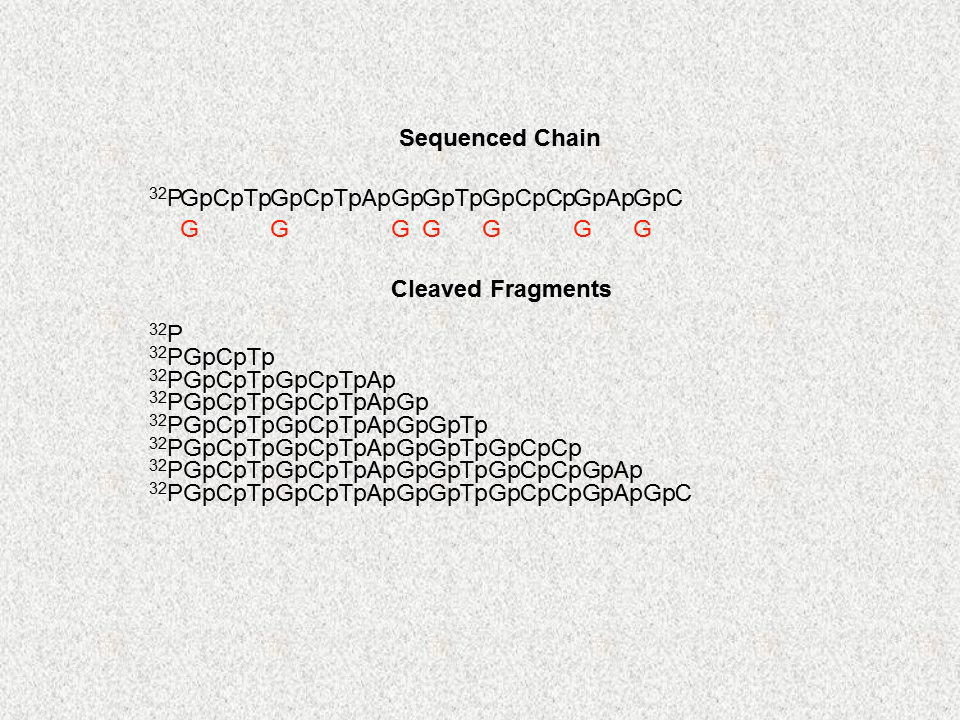 Sequenced Chain
32PGpCpTpGpCpTpApGpGpTpGpCpCpGpApGpC
G G G G G G G
Cleaved Fragments
32P
32PGpCpTp
32PGpCpTpGpCpTpAp
32PGpCpTpGpCpTpApGp
32PGpCpTpGpCpTpApGpGpTp
32PGpCpTpGpCpTpApGpGpTpGpCpCp
32PGpCpTpGpCpTpApGpGpTpGpCpCpGpAp
32PGpCpTpGpCpTpApGpGpTpGpCpCpGpApGpC